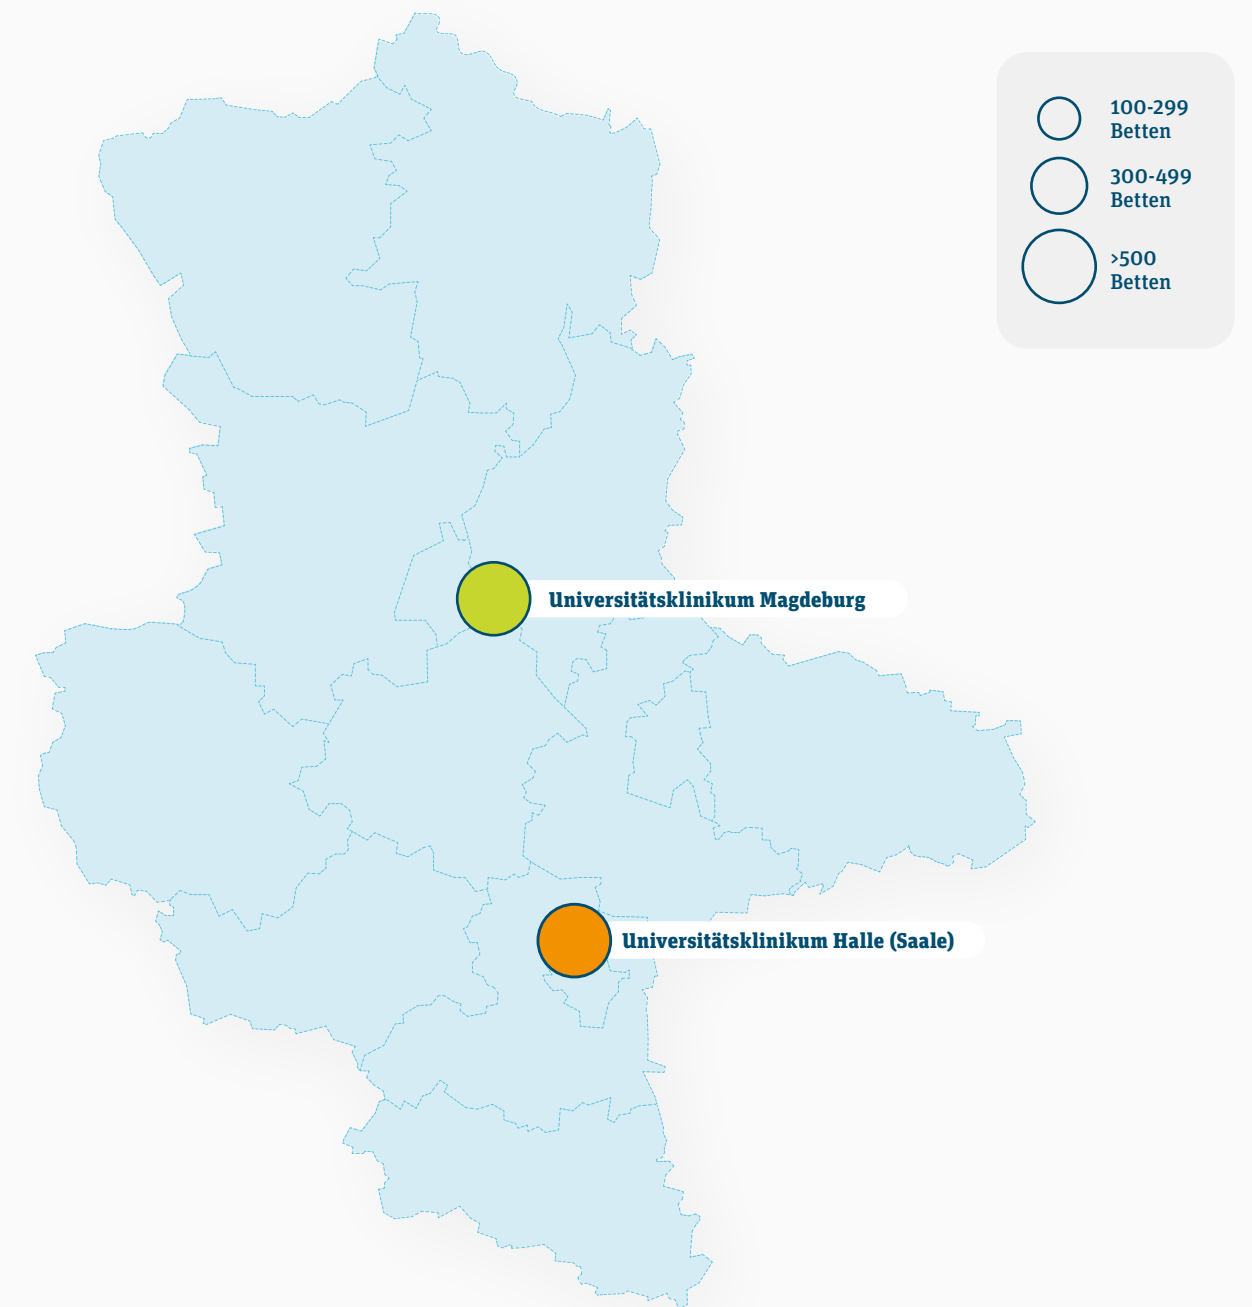 100-299
Betten
300-499
Betten
>500
Betten
Universitätsklinikum Magdeburg
Universitätsklinikum Halle (Saale)